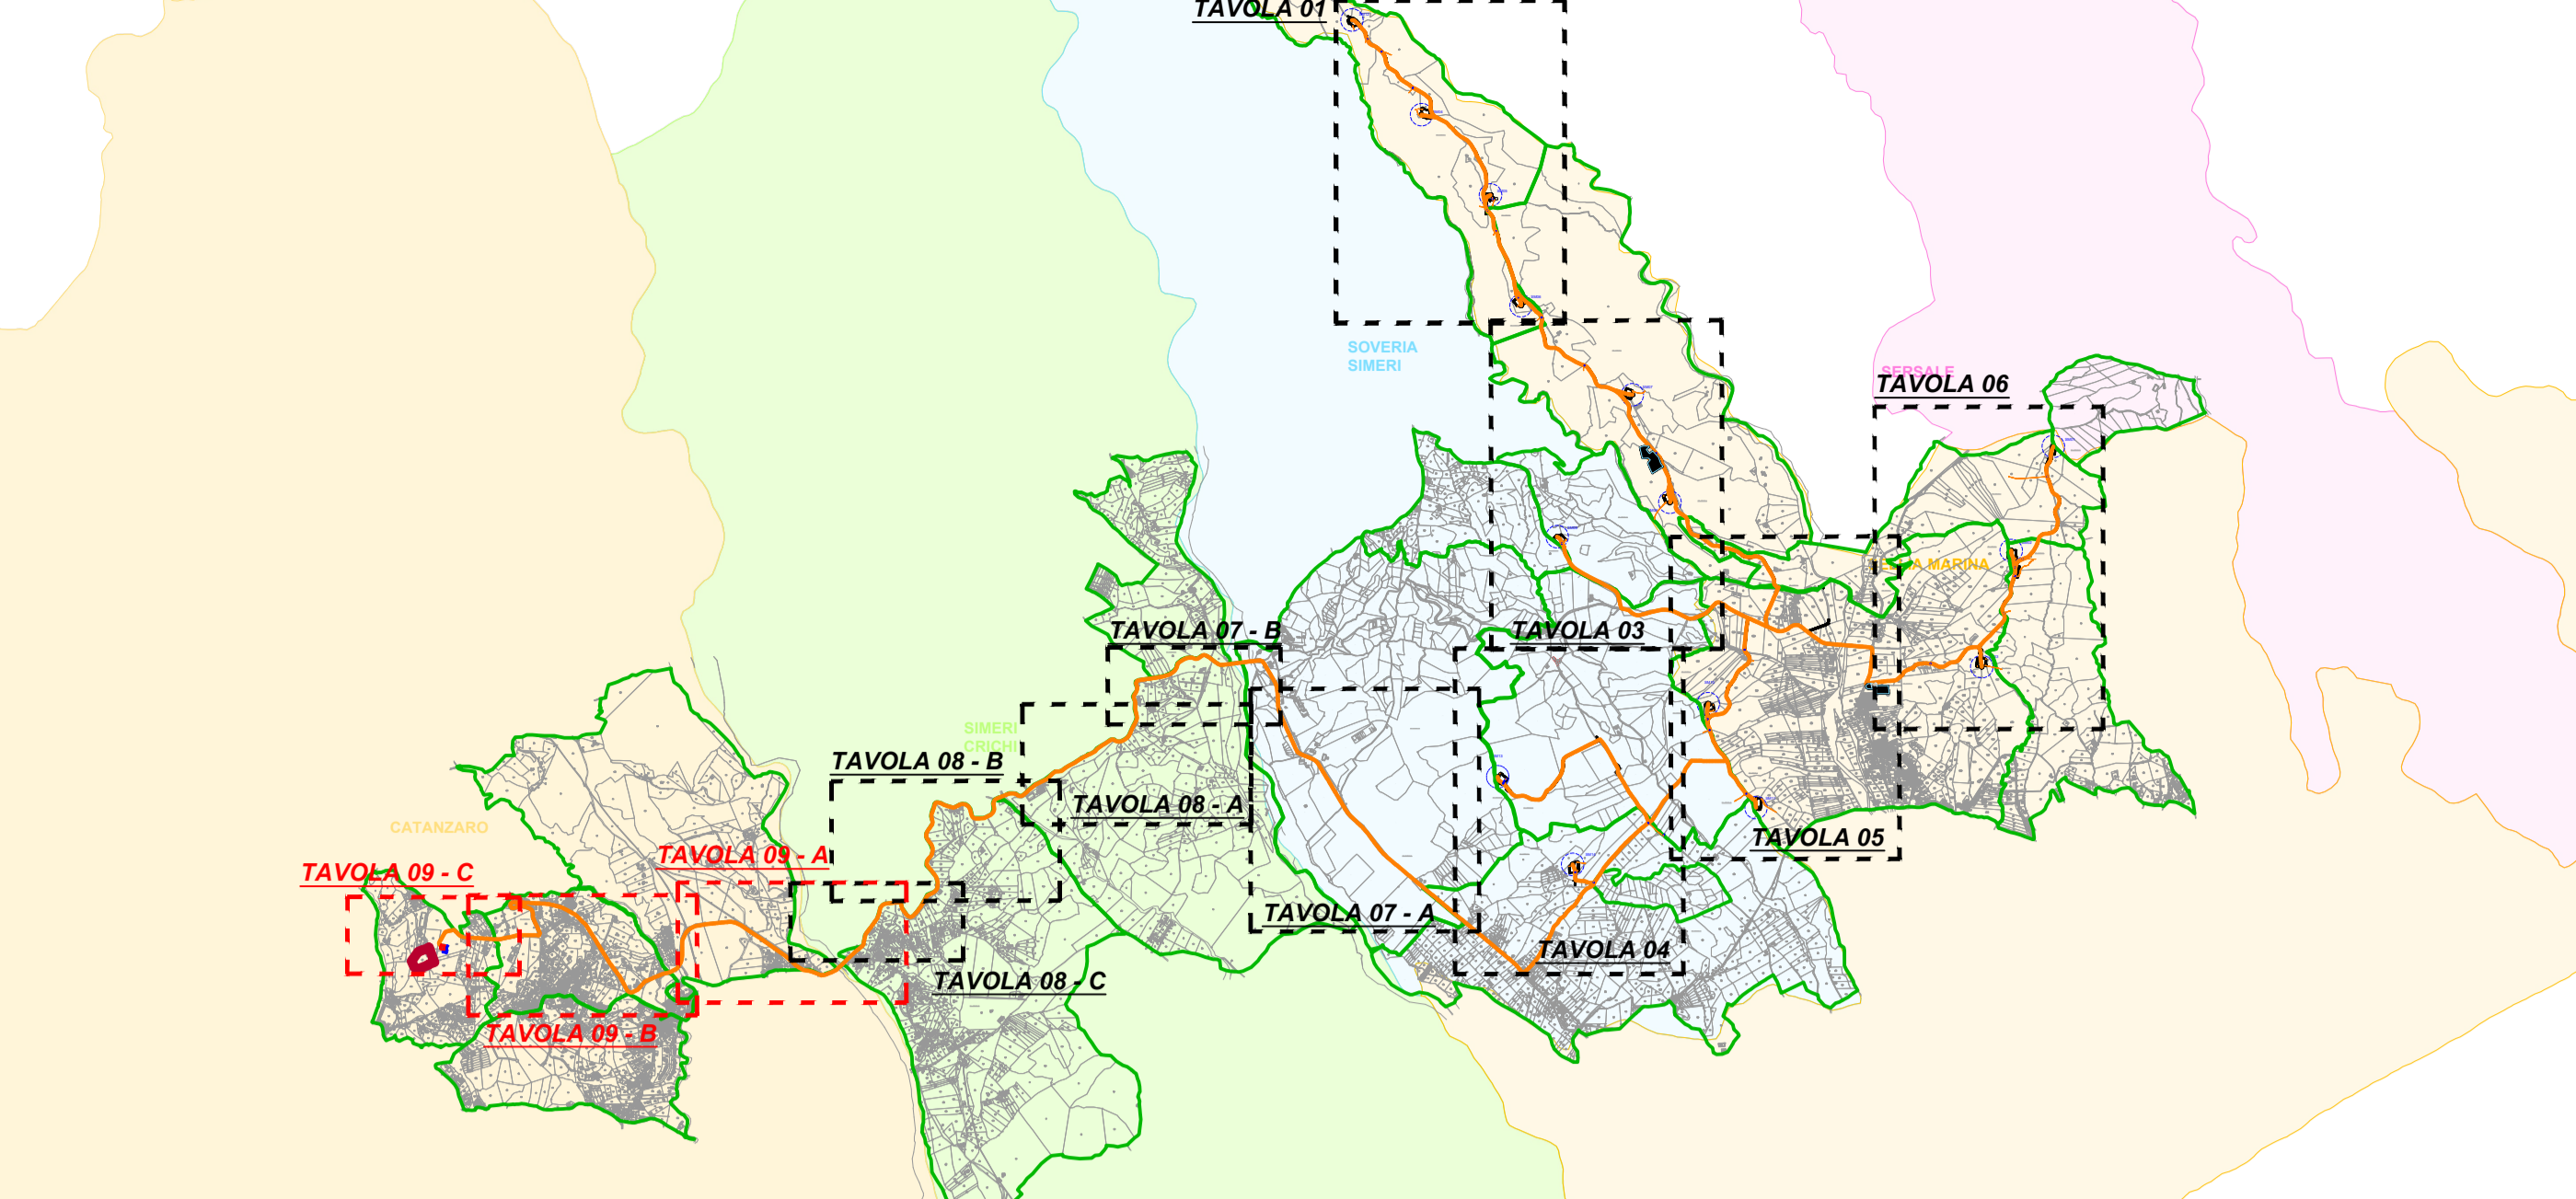 TAVOLA 01
SOVERIA
SIMERI
SERSALE
TAVOLA 06
MARINA
TAVOLA 07 - B
TAVOLA 03
SIMERI
CRICHI
TAVOLA 08 - B
TAVOLA 08 - A
CATANZARO
TAVOLA 05
TAVOLA 09 - A
TAVOLA 09 - C
TAVOLA 07 - A
TAVOLA 04
TAVOLA 08 - C
TAVOLA 09 - B